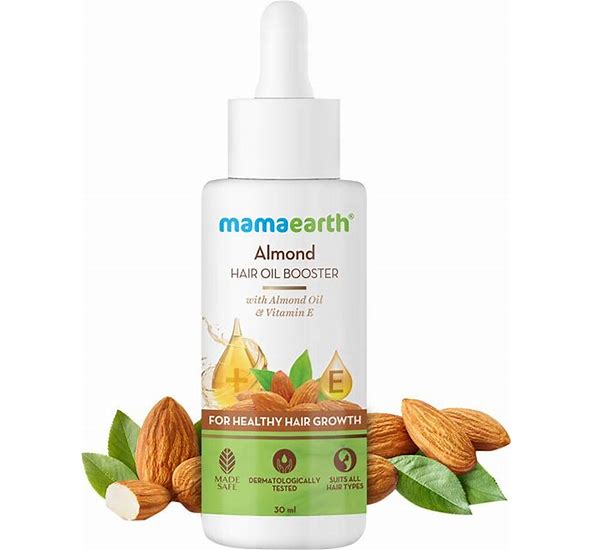 mamaearth®
Almond
HAIR OIL BOOSTER
with Almond Oil
& Vitamin E
+
E
FOR HEALTHY HAIR GROWTH
MADE
SAFE
DERMATOLOGICALLY
TESTED
SUITS ALL
HAIR TYPES
30 ml